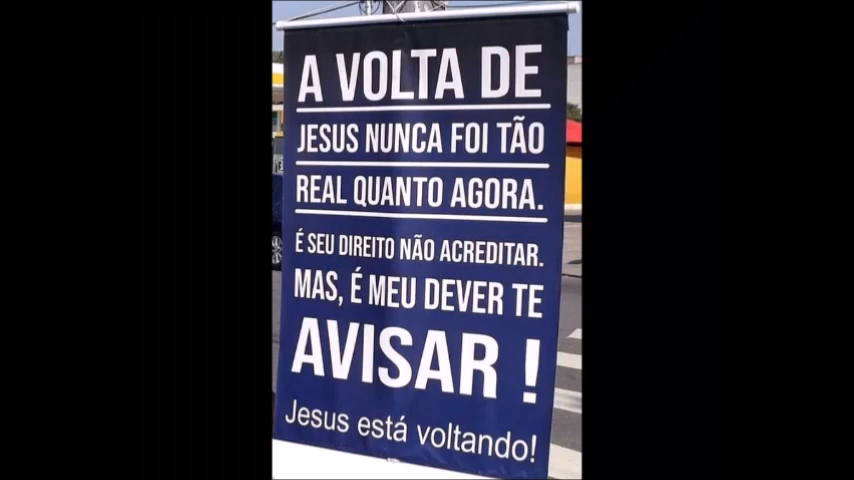 A VOLTA DE
JESUS NUNCA FOI TÃO
REAL QUANTO AGORA.
É SEU DIREITO NÃO ACREDITAR.
MAS, É MEU DEVER TE
AVISAR !
Jesus está voltando!